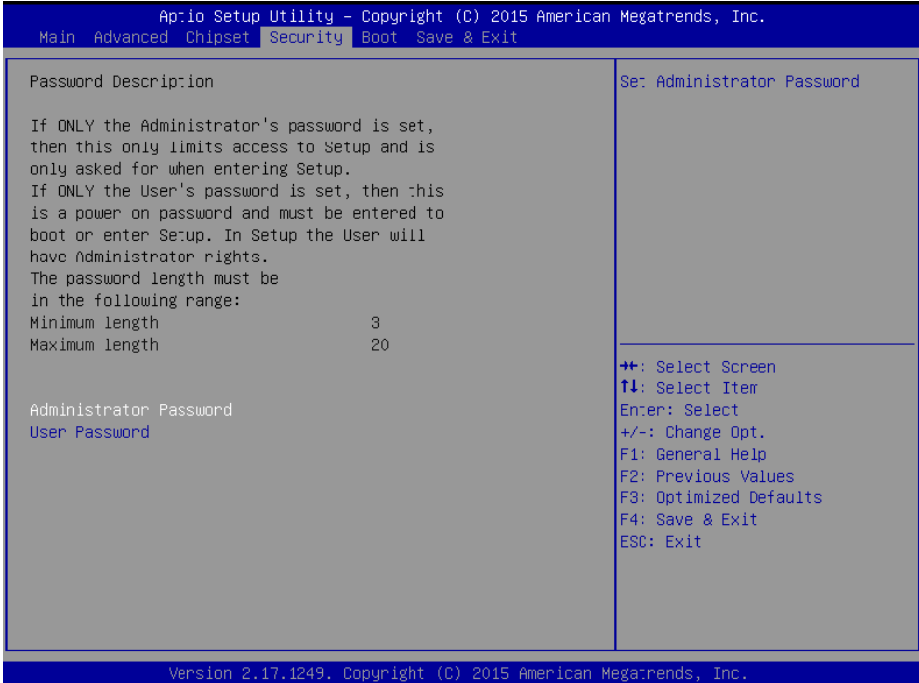 Aptio Setup Utility – Copyright (C) 2015 American Megatrends, Inc.
Main Advanced Chipset Security Boot Save & Exit
Password Description
If ONLY the Administrator's password is set,
then this only limits access to Setup and is
only asked for when entering Setup.
If ONLY the User's password is set, then this
is a power on password and must be entered to
boot or enter Setup. In Setup the User will
have Administrator rights.
The password length must be
in the following range:
Minimum length 3
Maximum length 20
Administrator Password
User Password
Set Administrator Password
→←: Select Screen
↑↓: Select Item
Enter: Select
+/-: Change Opt.
F1: General Help
F2: Previous Values
F3: Optimized Defaults
F4: Save & Exit
ESC: Exit
Version 2.17.1249. Copyright (C) 2015 American Megatrends, Inc.